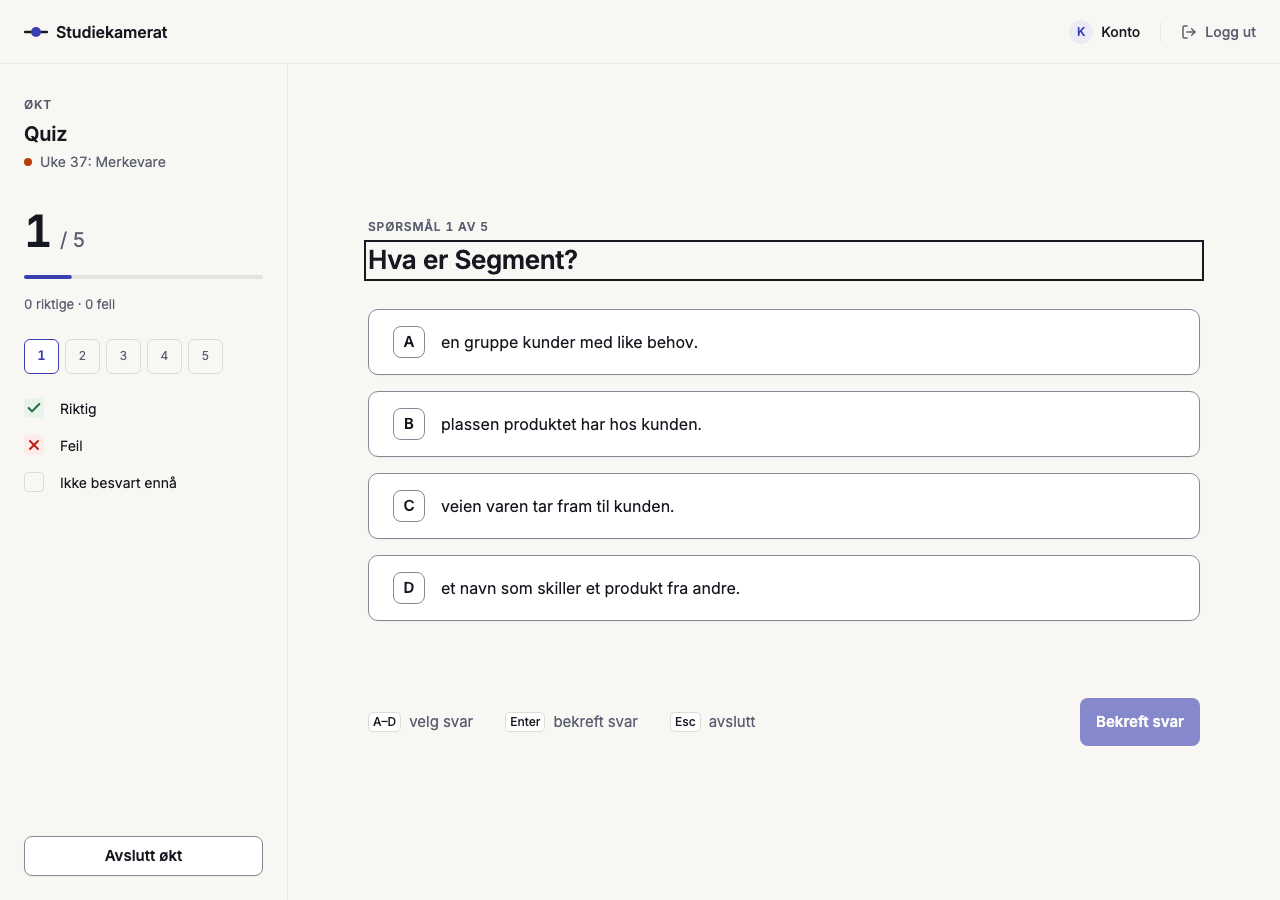 Studiekamerat
K Konto
Logg ut
ØKT
Quiz
Uke 37: Merkevare
1 / 5
0 riktige · 0 feil
1 2 3 4 5
Riktig
Feil
Ikke besvart ennå
Avslutt økt
SPØRSMÅL 1 AV 5
Hva er Segment?
A en gruppe kunder med like behov.
B plassen produktet har hos kunden.
C veien varen tar fram til kunden.
D et navn som skiller et produkt fra andre.
A–D velg svar Enter bekreft svar Esc avslutt
Bekreft svar